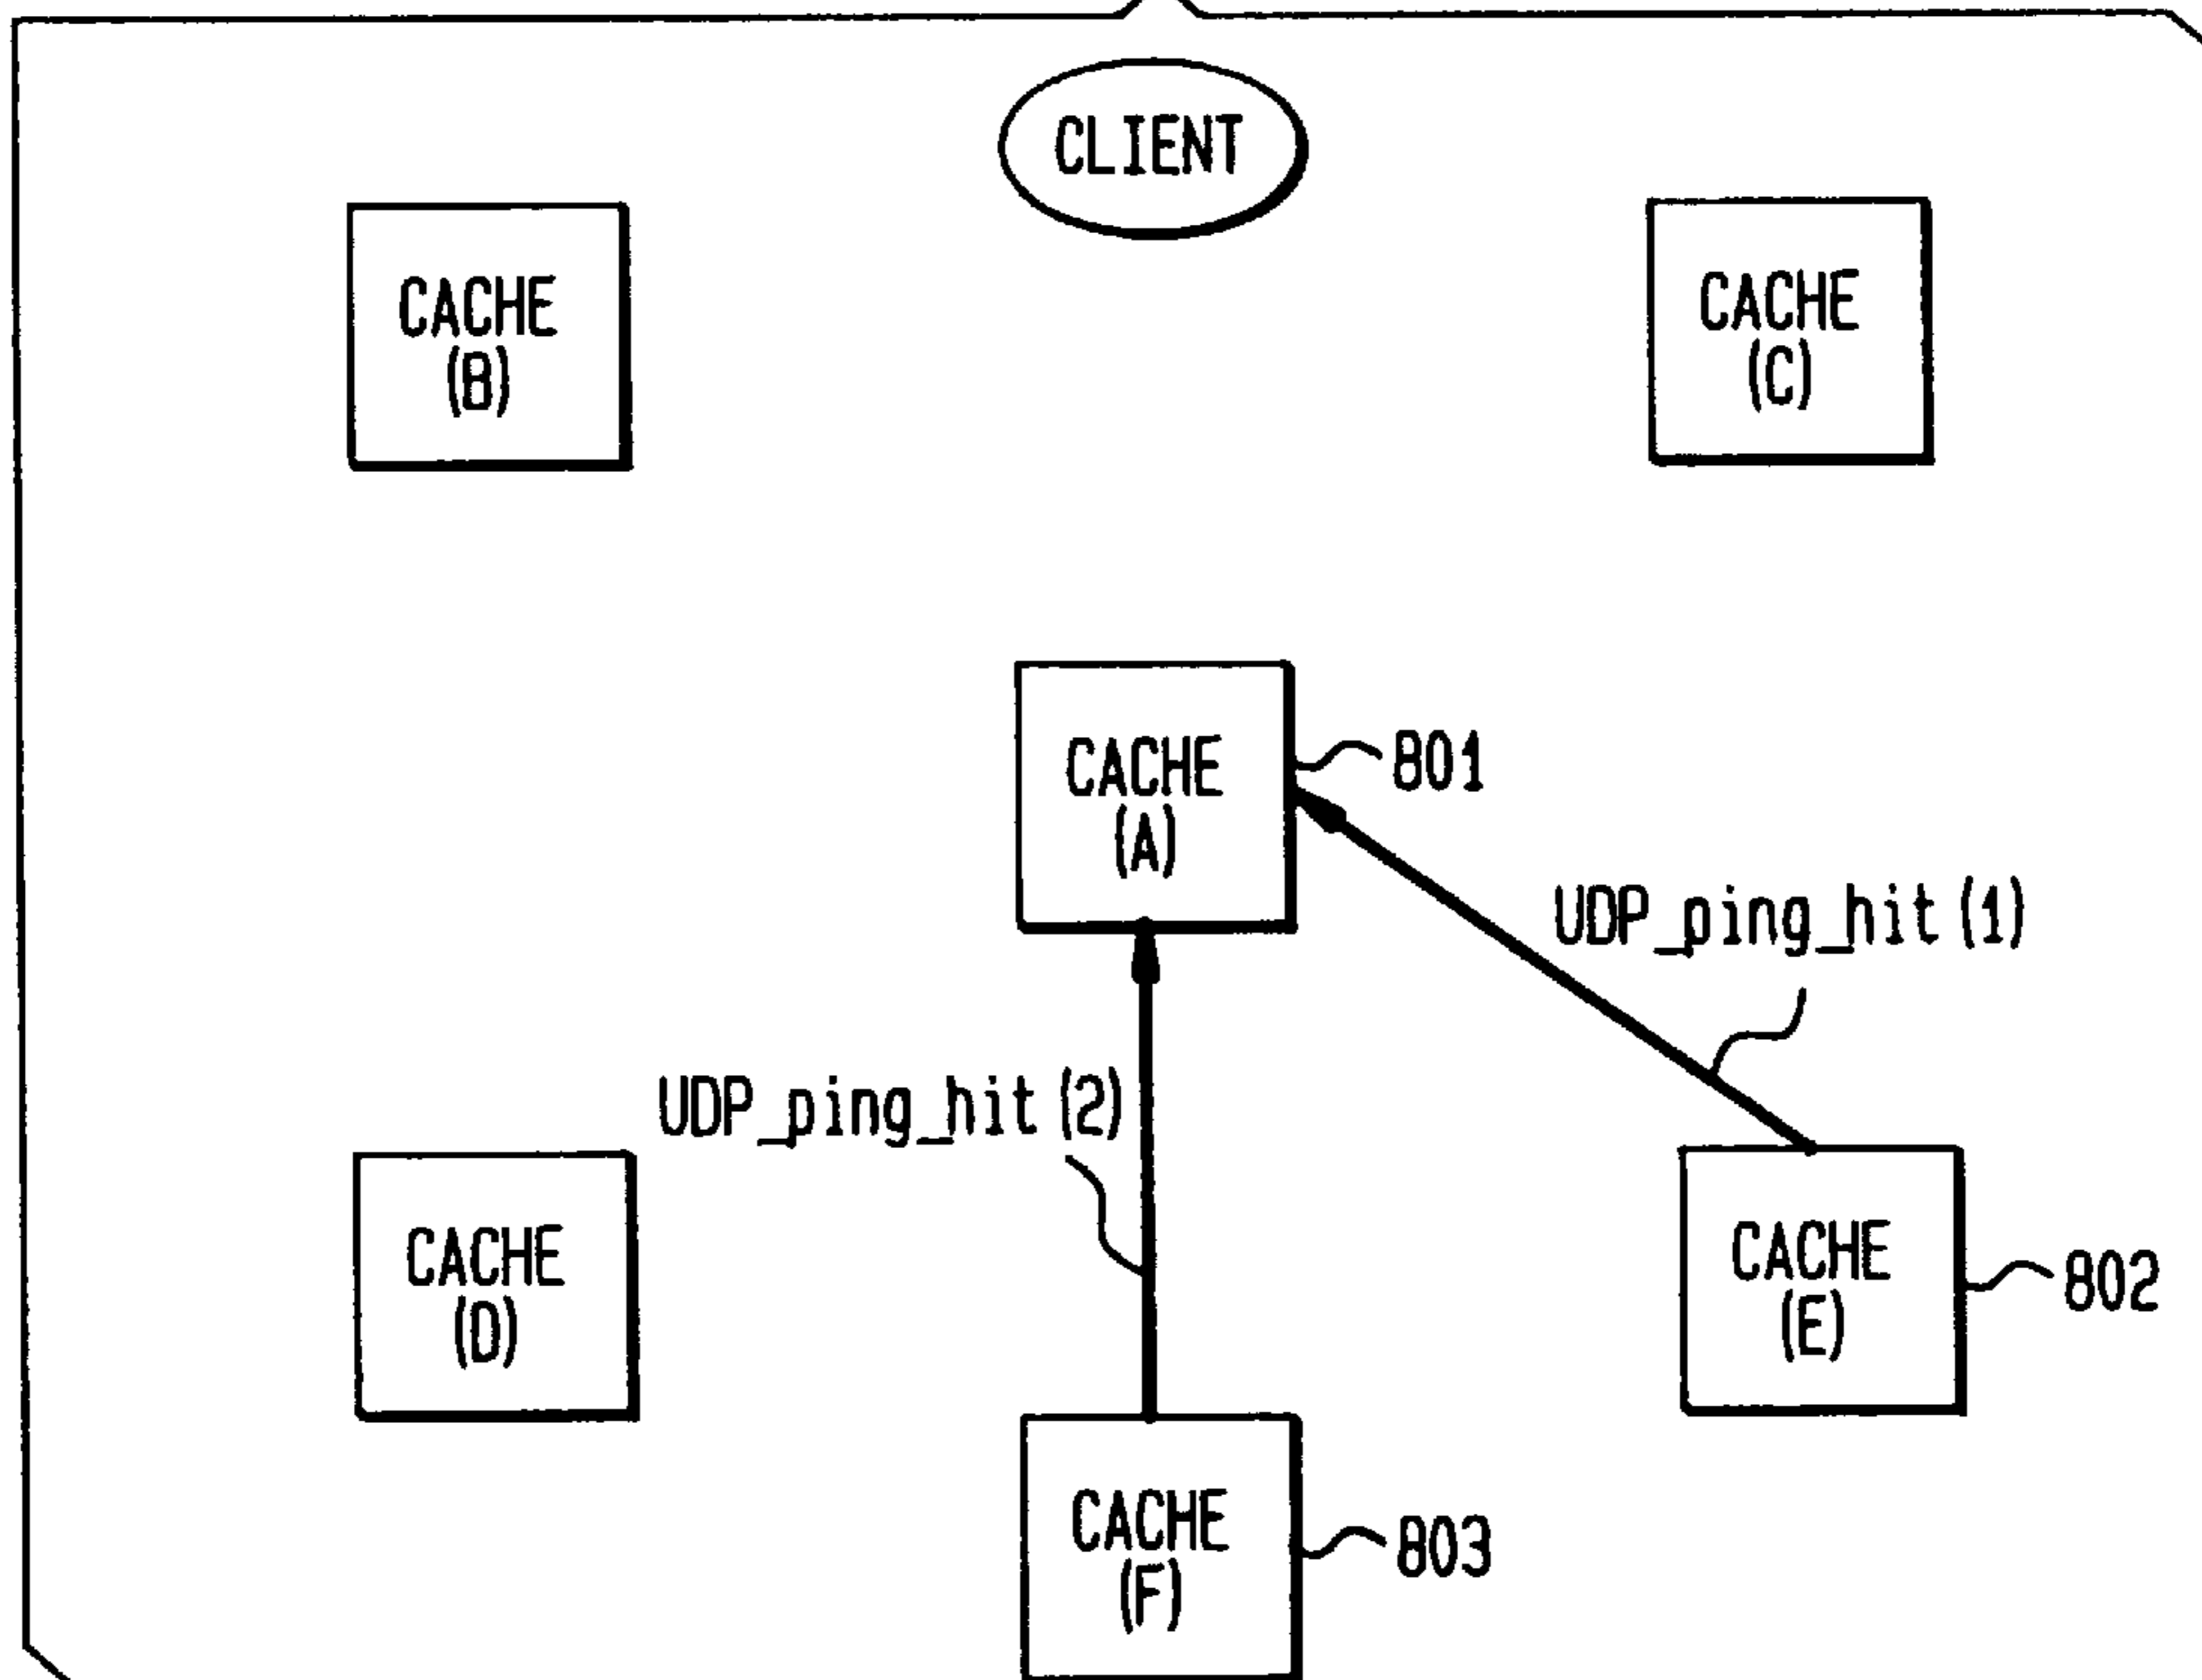 CLIENT
CACHE
(B)
CACHE
(C)
CACHE
(A)
801
UDP_ping_hit (1)
UDP_ping_hit (2)
CACHE
(D)
CACHE
(E)
802
CACHE
(F)
803